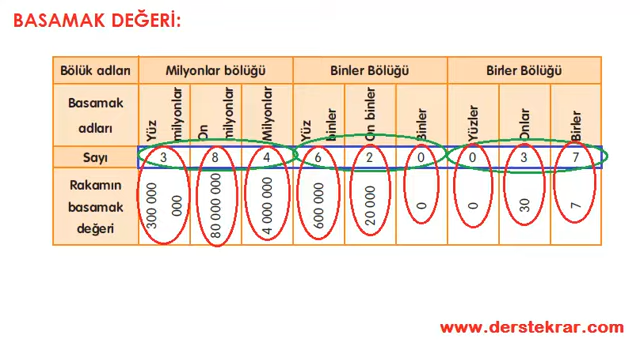 BASAMAK DEĞERİ:
Bölük adları Milyonlar bölüğü Binler Bölüğü Birler Bölüğü
Basamak adları Yüz milyonlar On milyonlar Milyonlar Yüz binler On binler Binler Yüzler Onlar Birler
Sayı 3 8 4 6 2 0 0 3 7
Rakamın basamak değeri 300 000 000 80 000 000 4 000 000 600 000 20 000 0 0 30 7
www.derstekrar.com